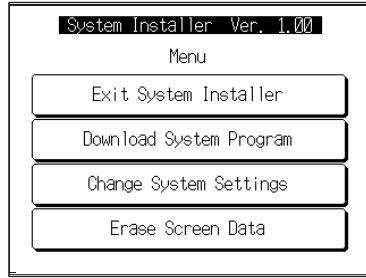 System Installer Ver. 1.00
Menu
Exit System Installer
Download System Program
Change System Settings
Erase Screen Data